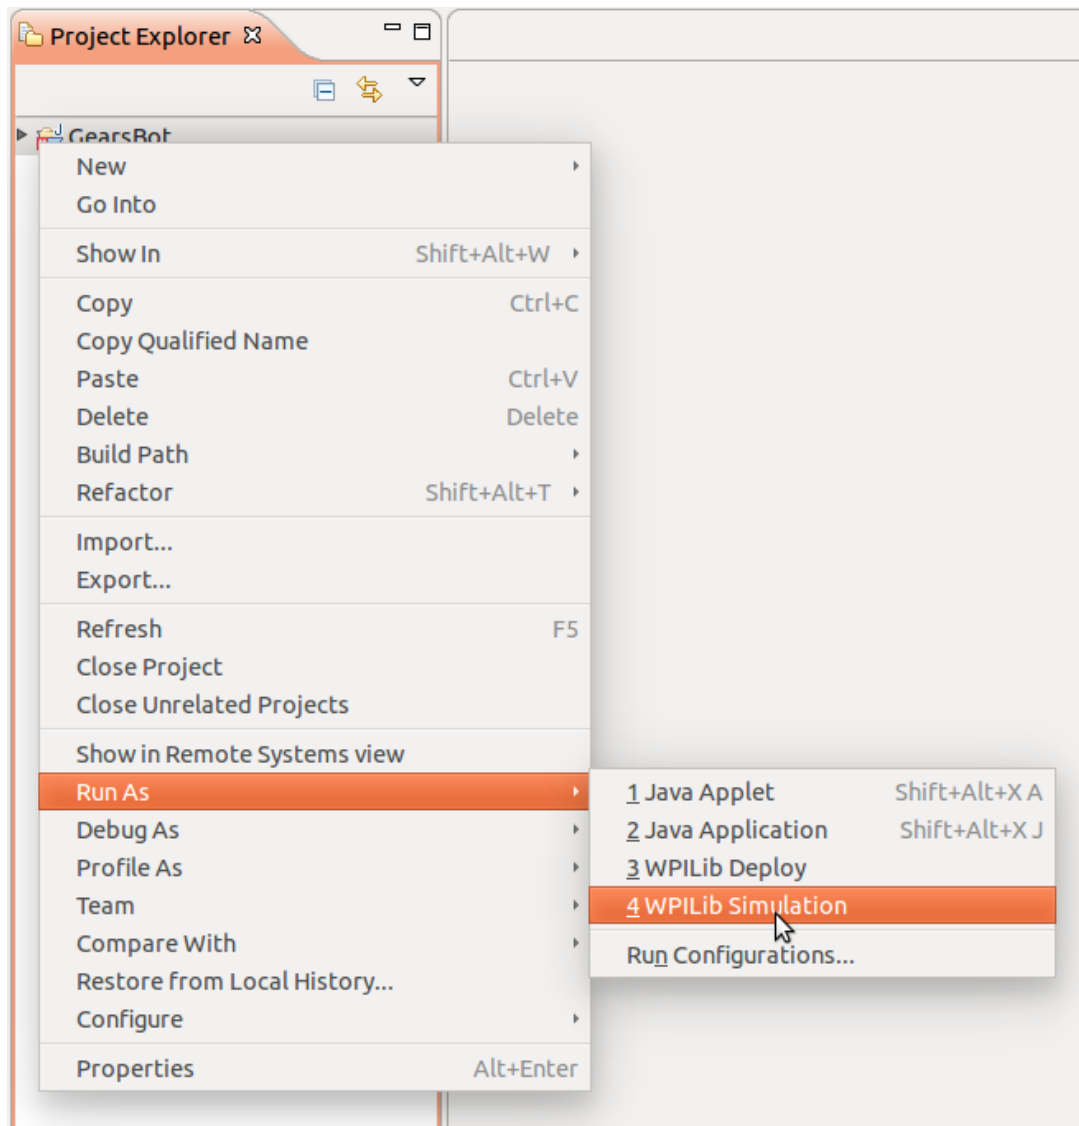 Project Explorer
GearsBot
New
Go Into
Show In Shift+Alt+W
Copy Ctrl+C
Copy Qualified Name
Paste Ctrl+V
Delete Delete
Build Path
Refactor Shift+Alt+T
Import...
Export...
Refresh F5
Close Project
Close Unrelated Projects
Show in Remote Systems view
Run As
Debug As
Profile As
Team
Compare With
Restore from Local History...
Configure
Properties Alt+Enter
1 Java Applet Shift+Alt+X A
2 Java Application Shift+Alt+X J
3 WPILib Deploy
4 WPILib Simulation
Run Configurations...